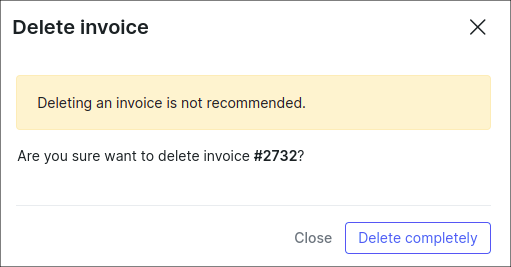 Delete invoice
Deleting an invoice is not recommended.
Are you sure want to delete invoice #2732?
Close
Delete completely